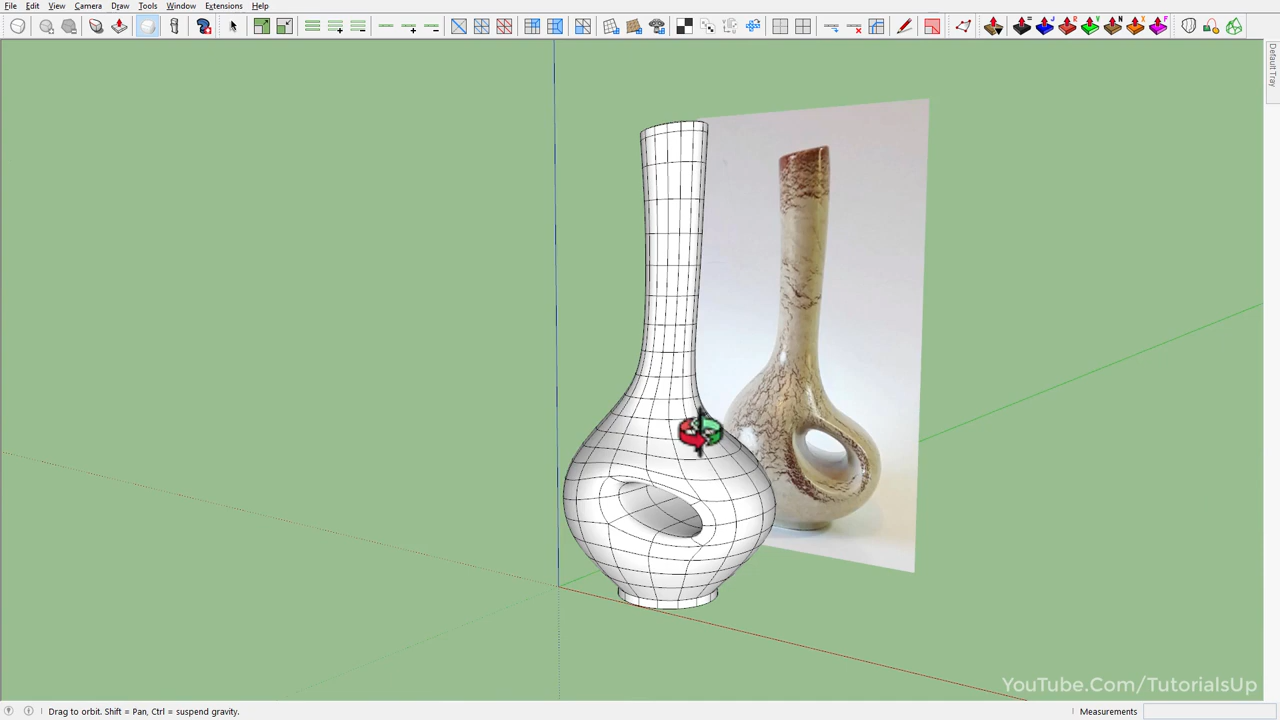 File Edit View Camera Draw Tools Window Extensions Help
Default Tray
YouTube.Com/TutorialsUp
Drag to orbit. Shift = Pan, Ctrl = suspend gravity. Measurements